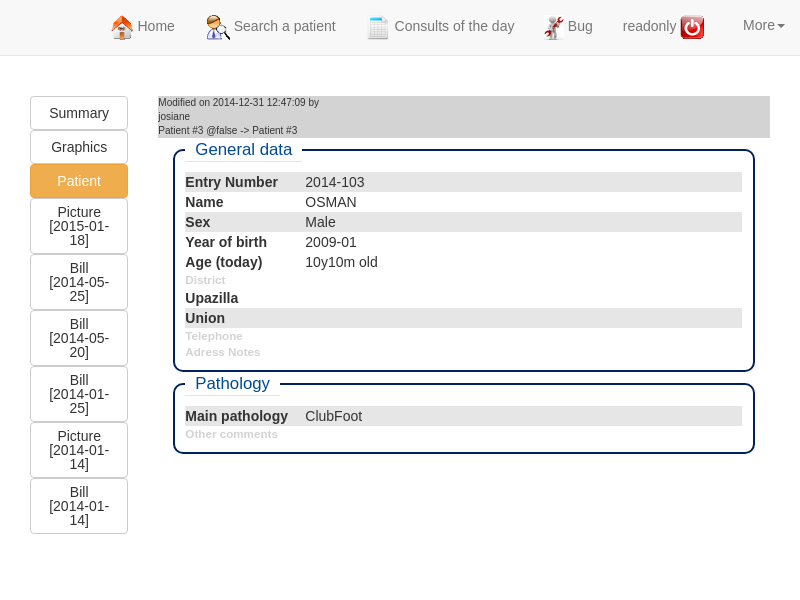 Home Search a patient Consults of the day Bug readonly More
Summary
Graphics
Patient
Picture
[2015-01-
18]
Bill
[2014-05-
25]
Bill
[2014-05-
20]
Bill
[2014-01-
25]
Picture
[2014-01-
14]
Bill
[2014-01-
14]
Modified on 2014-12-31 12:47:09 by
josiane
Patient #3 @false -> Patient #3
General data
Entry Number 2014-103
Name OSMAN
Sex Male
Year of birth 2009-01
Age (today) 10y10m old
District
Upazilla
Union
Telephone
Adress Notes
Pathology
Main pathology ClubFoot
Other comments